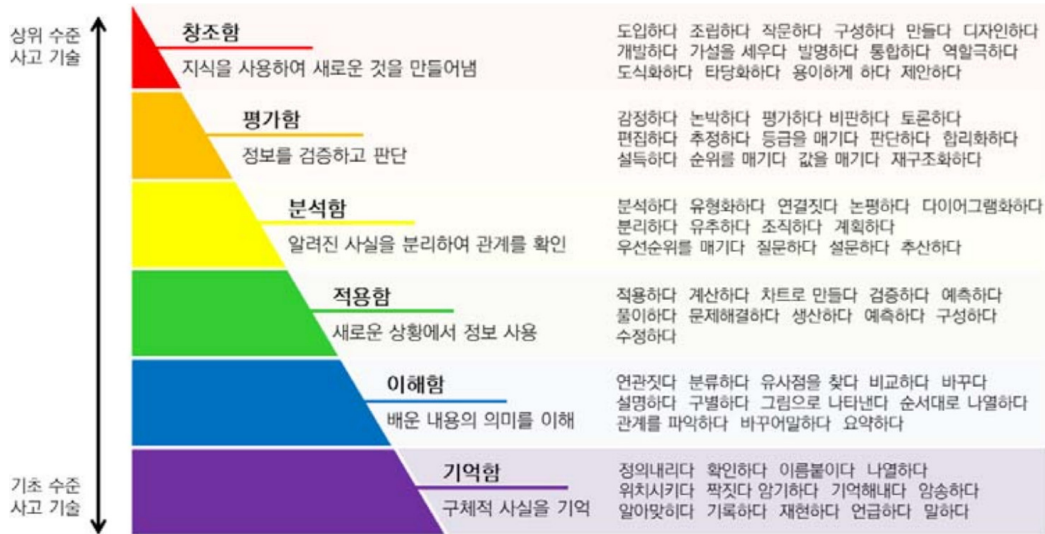 상위 수준
사고 기술
창조함
지식을 사용하여 새로운 것을 만들어냄
도입하다 조립하다 작문하다 구성하다 만들다 디자인하다
개발하다 가설을 세우다 발명하다 통합하다 역할극하다
도식화하다 타당화하다 용이하게 하다 제안하다
평가함
정보를 검증하고 판단
감정하다 논박하다 평가하다 비판하다 토론하다
편집하다 추정하다 등급을 매기다 판단하다 합리화하다
설득하다 순위를 매기다 값을 매기다 재구조화하다
분석함
알려진 사실을 분리하여 관계를 확인
분석하다 유형화하다 연결짓다 논평하다 다이어그램화하다
분리하다 유추하다 조직하다 계획하다
우선순위를 매기다 질문하다 설문하다 추산하다
적용함
새로운 상황에서 정보 사용
적용하다 계산하다 차트로 만들다 검증하다 예측하다
풀이하다 문제해결하다 생산하다 예측하다 구성하다
수정하다
이해함
배운 내용의 의미를 이해
연관짓다 분류하다 유사점을 찾다 비교하다 바꾸다
설명하다 구별하다 그림으로 나타낸다 순서대로 나열하다
관계를 파악하다 바꾸어말하다 요약하다
기초 수준
사고 기술
기억함
구체적 사실을 기억
정의내리다 확인하다 이름붙이다 나열하다
위치시키다 짝짓다 암기하다 기억해내다 암송하다
알아맞히다 기록하다 재현하다 언급하다 말하다